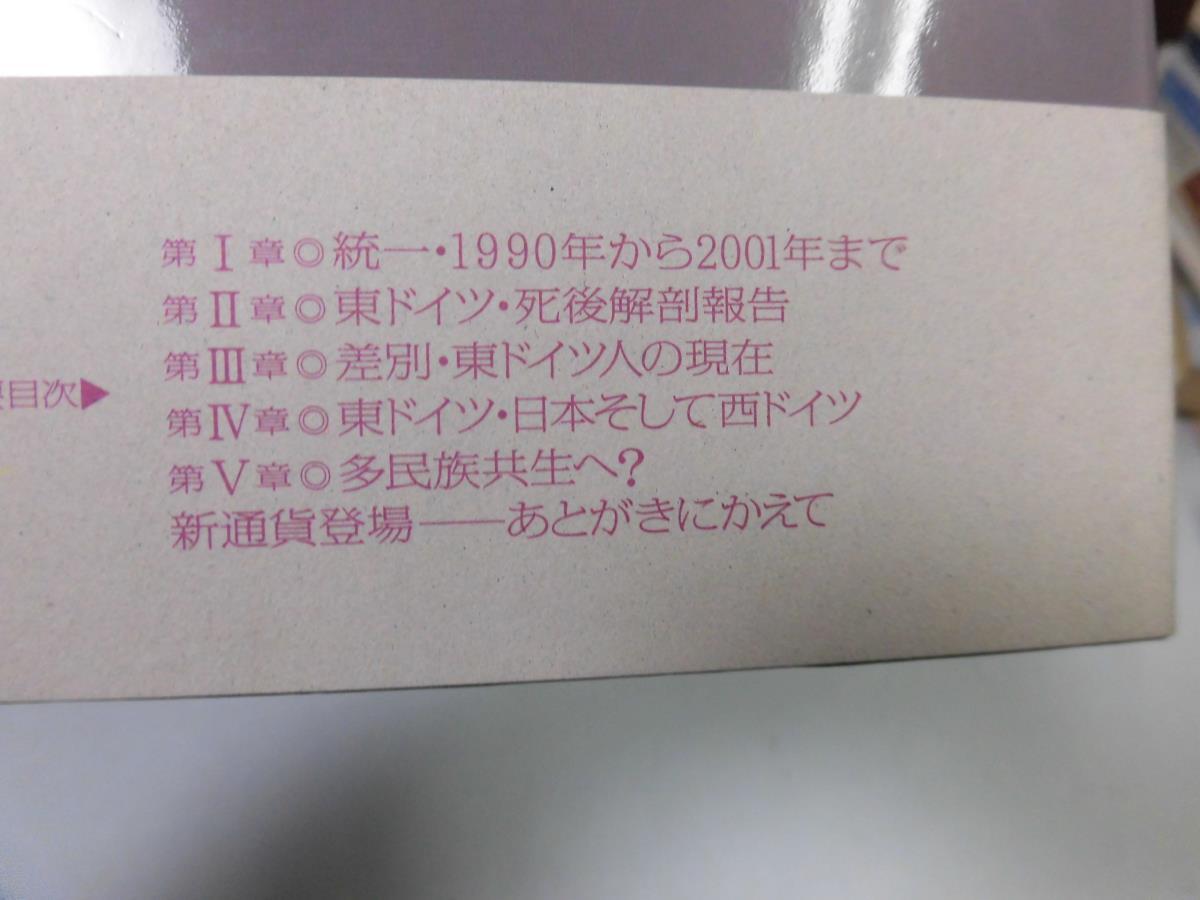 第Ⅰ章◎統一・1990年から2001年まで
第Ⅱ章◎東ドイツ・死後解剖報告
第Ⅲ章◎差別・東ドイツ人の現在
目次▶
第Ⅳ章◎東ドイツ・日本そして西ドイツ
第Ⅴ章◎多民族共生へ?
新通貨登場——あとがきにかえて